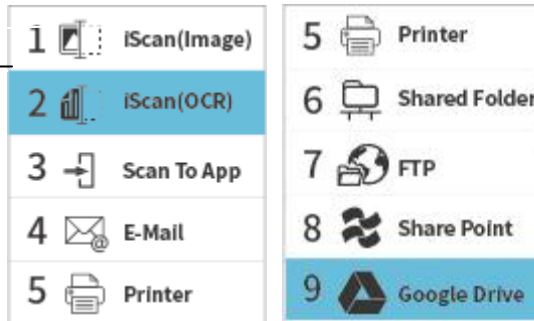 1 iScan(Image)
2 iScan(OCR)
3 Scan To App
4 E-Mail
5 Printer
5 Printer
6 Shared Folder
7 FTP
8 Share Point
9 Google Drive